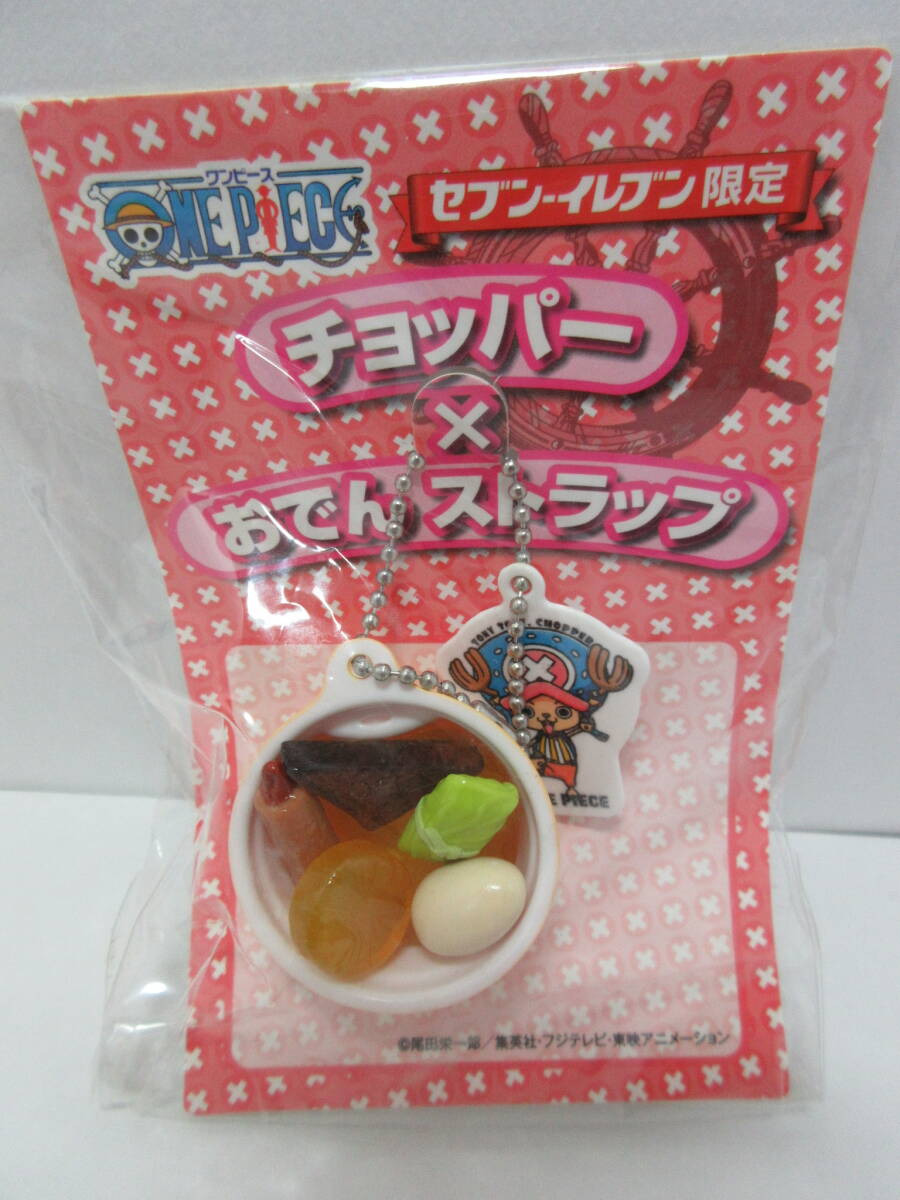 ワンピース
ONE PIECE
セブン-イレブン 限定
チョッパー
×
おでん ストラップ
TONY TONY CHOPPER
ONE PIECE
©尾田栄一郎／集英社・フジテレビ・東映アニメーション